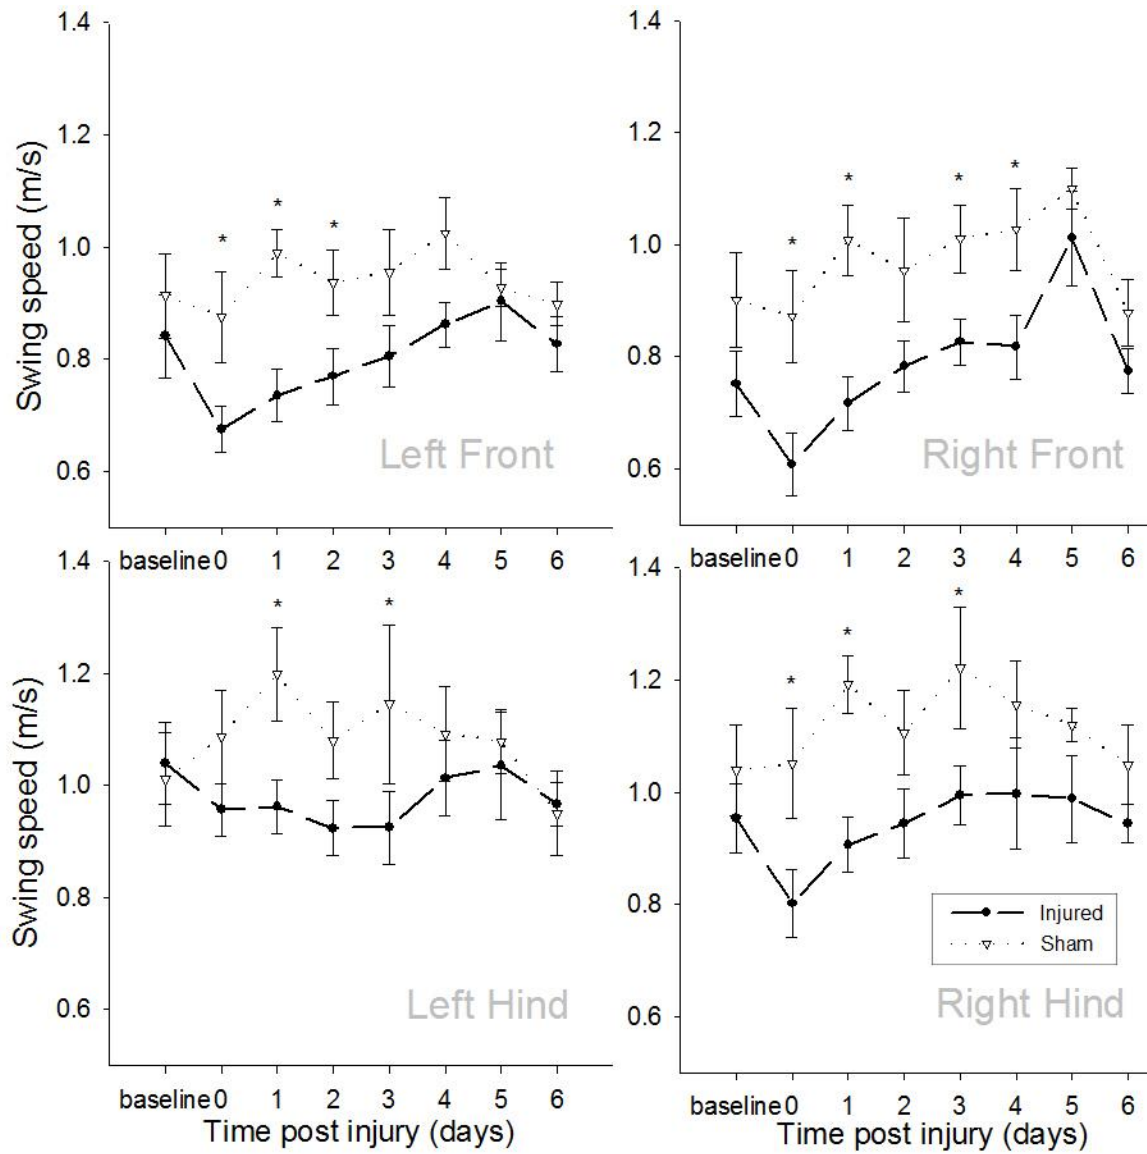 1.4
1.2
1.0
0.8
0.6
Swing speed (m/s)
* * *
Left Front
baseline 0 1 2 3 4 5 6
1.4
1.2
1.0
0.8
0.6
* * * *
Right Front
baseline 0 1 2 3 4 5 6
1.4
1.2
1.0
0.8
0.6
Swing speed (m/s)
* *
Left Hind
baseline 0 1 2 3 4 5 6
Time post injury (days)
1.4
1.2
1.0
0.8
0.6
* * *
Injured
Sham
Right Hind
baseline 0 1 2 3 4 5 6
Time post injury (days)